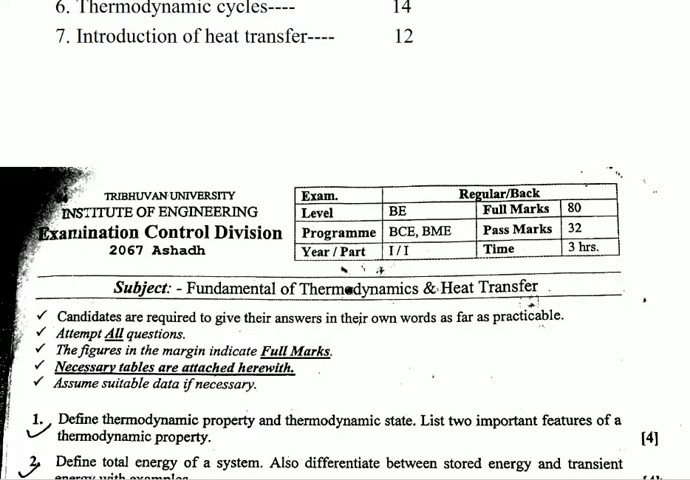 6. Thermodynamic cycles---- 14
7. Introduction of heat transfer---- 12
TRIBHUVAN UNIVERSITY
INSTITUTE OF ENGINEERING
Examination Control Division
2067 Ashadh
Exam. Regular/Back
Level BE Full Marks 80
Programme BCE, BME Pass Marks 32
Year / Part I / I Time 3 hrs.
Subject: - Fundamental of Thermodynamics & Heat Transfer
✓ Candidates are required to give their answers in their own words as far as practicable.
✓ Attempt All questions.
✓ The figures in the margin indicate Full Marks.
✓ Necessary tables are attached herewith.
✓ Assume suitable data if necessary.
1. Define thermodynamic property and thermodynamic state. List two important features of a
thermodynamic property. [4]
2. Define total energy of a system. Also differentiate between stored energy and transient
energy with examples.